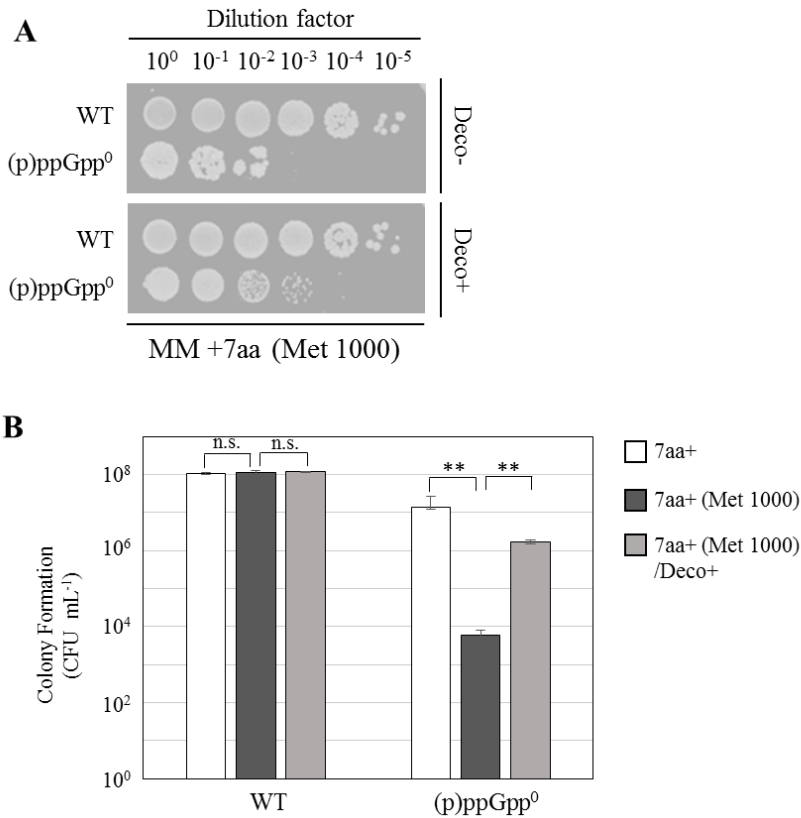 A
Dilution factor
10⁰ 10⁻¹ 10⁻² 10⁻³ 10⁻⁴ 10⁻⁵
WT
(p)ppGpp⁰
Deco-
WT
(p)ppGpp⁰
Deco+
MM +7aa (Met 1000)
B
Colony Formation
(CFU mL⁻¹)
10⁸
10⁶
10⁴
10²
10⁰
n.s. n.s.
** **
WT (p)ppGpp⁰
7aa+
7aa+ (Met 1000)
7aa+ (Met 1000)
/Deco+